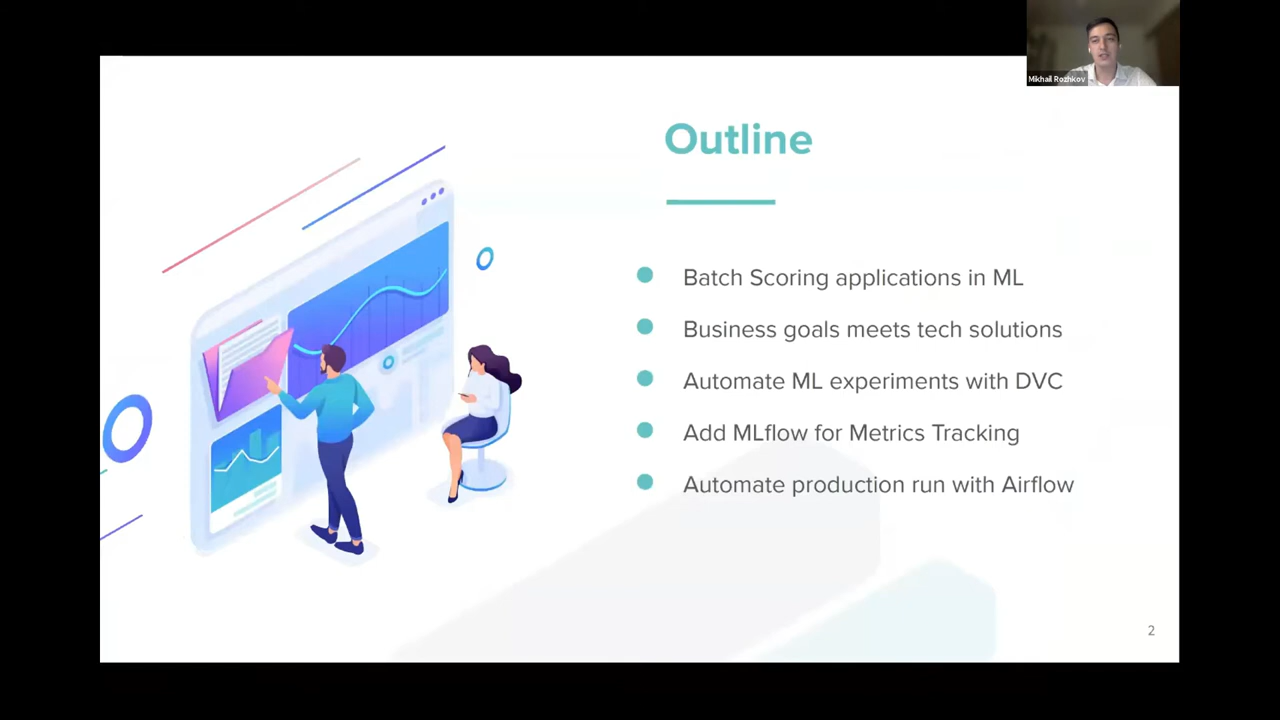 Mikhail Rozhkov
Outline
Batch Scoring applications in ML
Business goals meets tech solutions
Automate ML experiments with DVC
Add MLflow for Metrics Tracking
Automate production run with Airflow
2